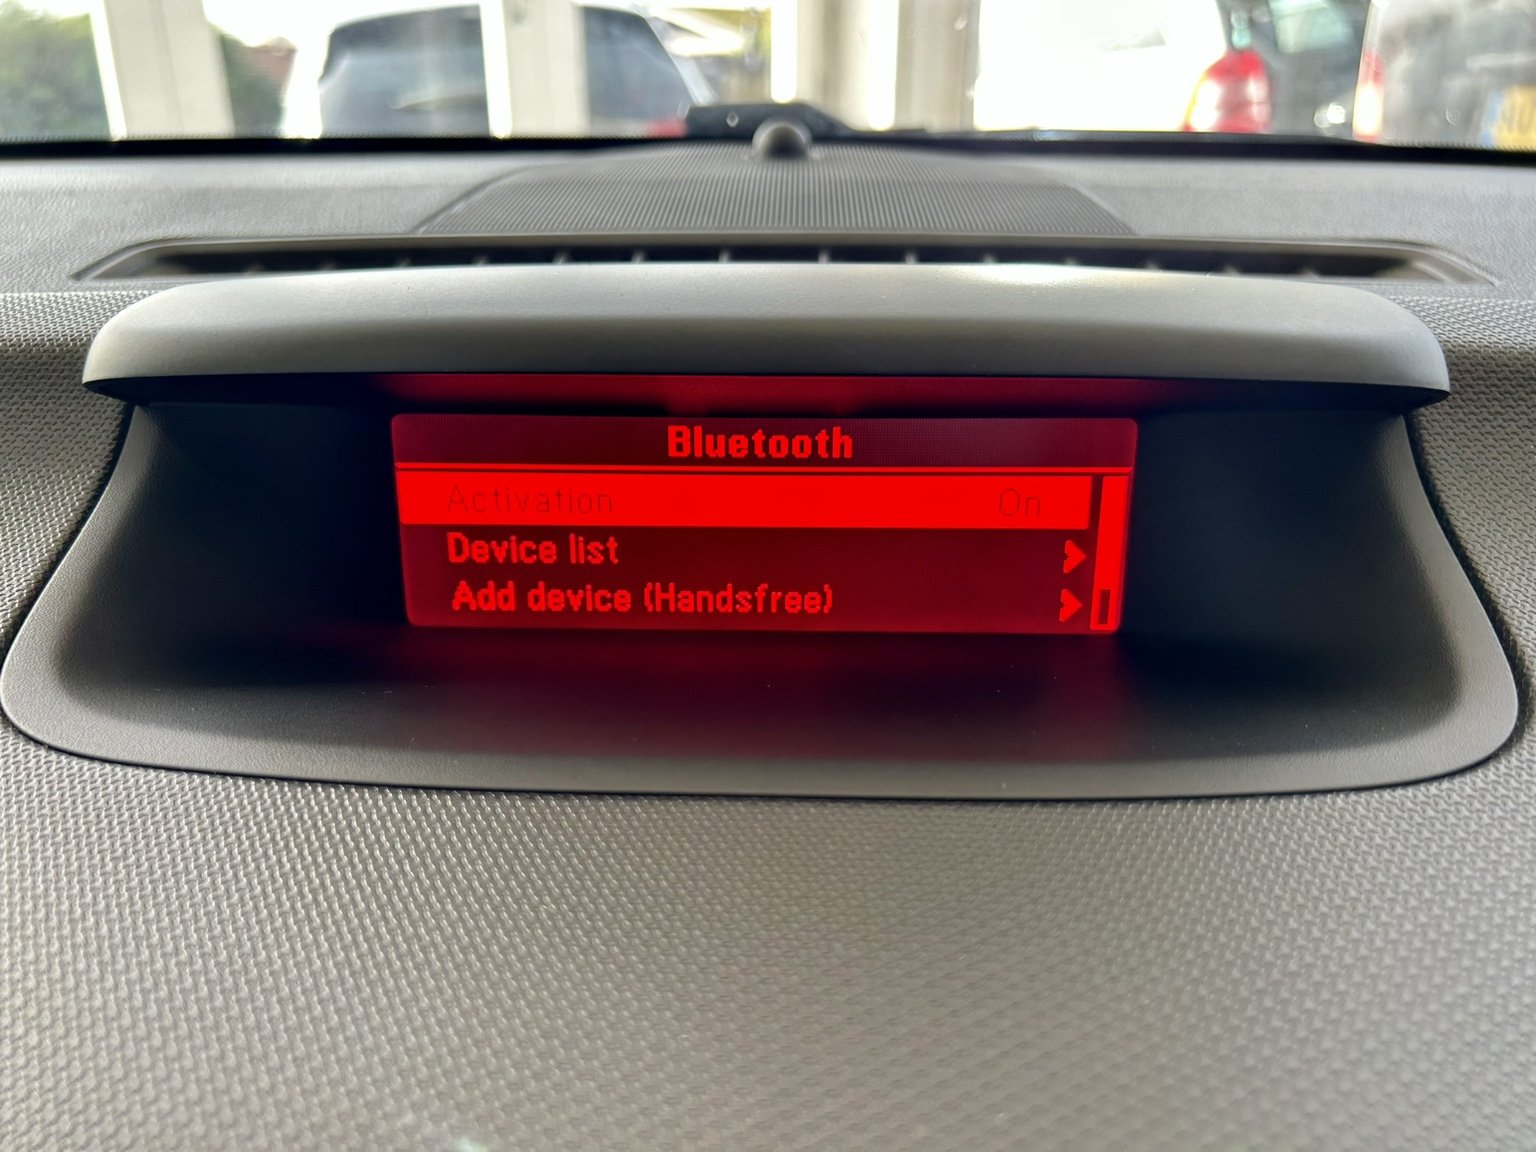 Bluetooth
Activation On
Device list
Add device (Handsfree)